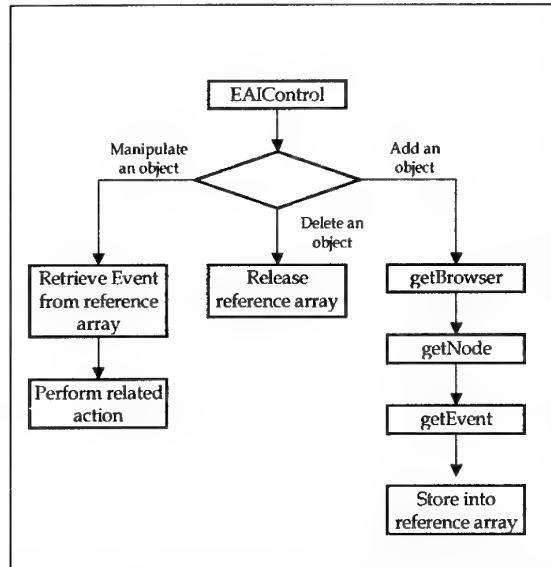 EAIControl
Manipulate
an object
Add an
object
Delete an
object
Retrieve Event
from reference
array
Release
reference array
getBrowser
getNode
Perform related
action
getEvent
Store into
reference array